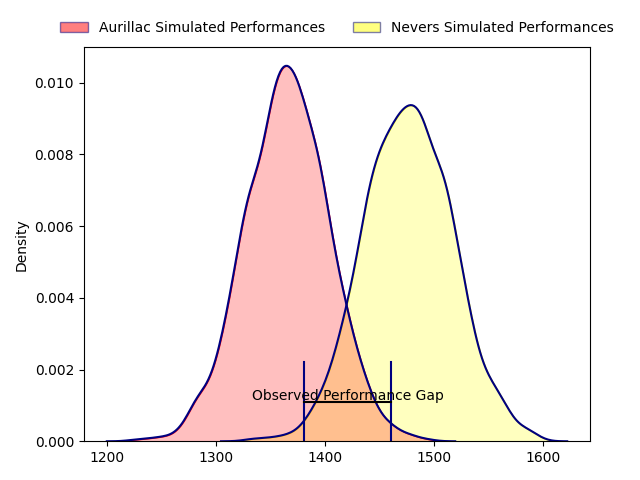 Aurillac Simulated Performances
Nevers Simulated Performances
Density
0.010
0.008
0.006
0.004
0.002
0.000
Observed Performance Gap
1200 1300 1400 1500 1600